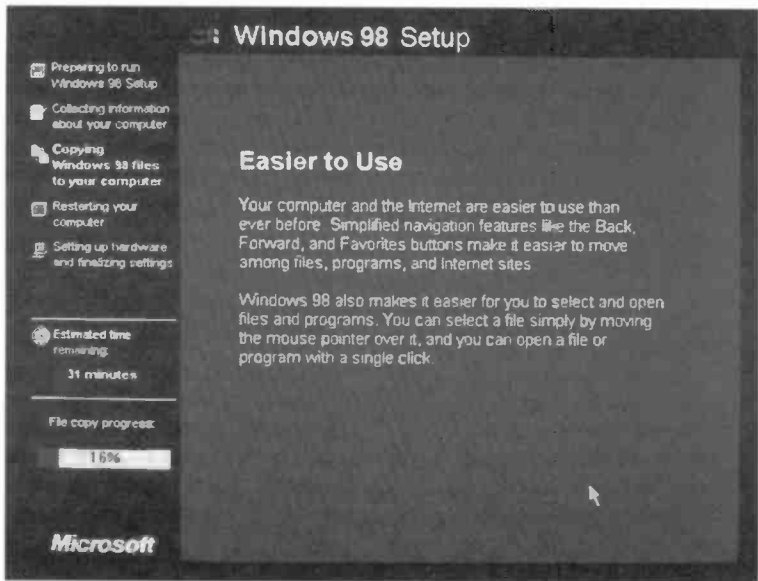 Windows 98 Setup
Preparing to run
Windows 98 Setup
Collecting information
about your computer
Copying
Windows 98 files
to your computer
Restarting your
computer
Setting up hardware
and finalizing settings
Estimated time
remaining:
31 minutes
File copy progress:
16%
Microsoft
Easier to Use
Your computer and the Internet are easier to use than
ever before. Simplified navigation features like the Back,
Forward, and Favorites buttons make it easier to move
among files, programs, and Internet sites.
Windows 98 also makes it easier for you to select and open
files and programs. You can select a file simply by moving
the mouse pointer over it, and you can open a file or
program with a single click.